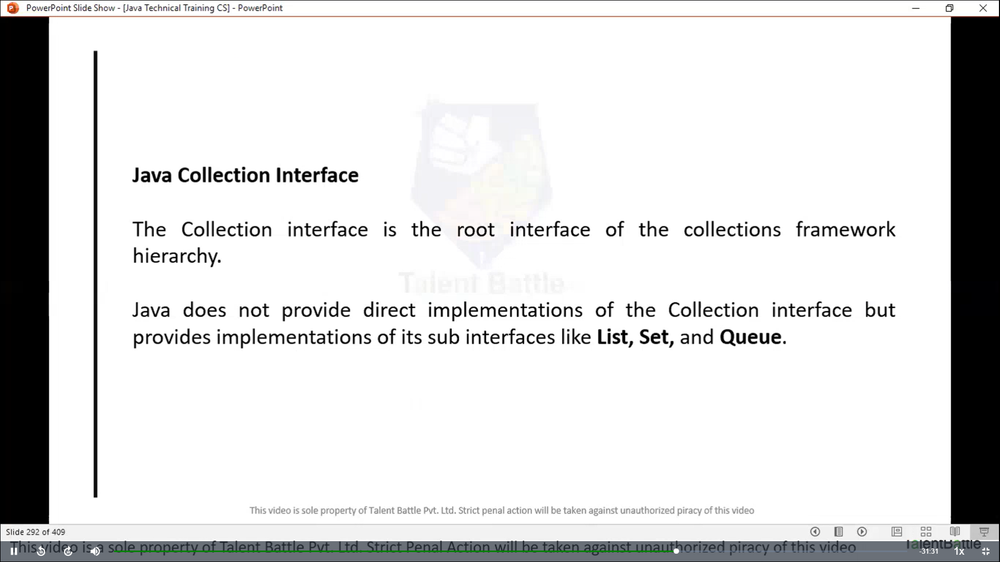 PowerPoint Slide Show - [Java Technical Training CS] - PowerPoint
Java Collection Interface
The Collection interface is the root interface of the collections framework
hierarchy.
Talent Battle
Java does not provide direct implementations of the Collection interface but
provides implementations of its sub interfaces like List, Set, and Queue.
This video is sole property of Talent Battle Pvt. Ltd. Strict penal action will be taken against unauthorized piracy of this video
Slide 292 of 409
This video is a sole property of Talent Battle Pvt. Ltd. Strict Penal Action will be taken against unauthorized piracy of this video
TalentBattle
-31:31
1x